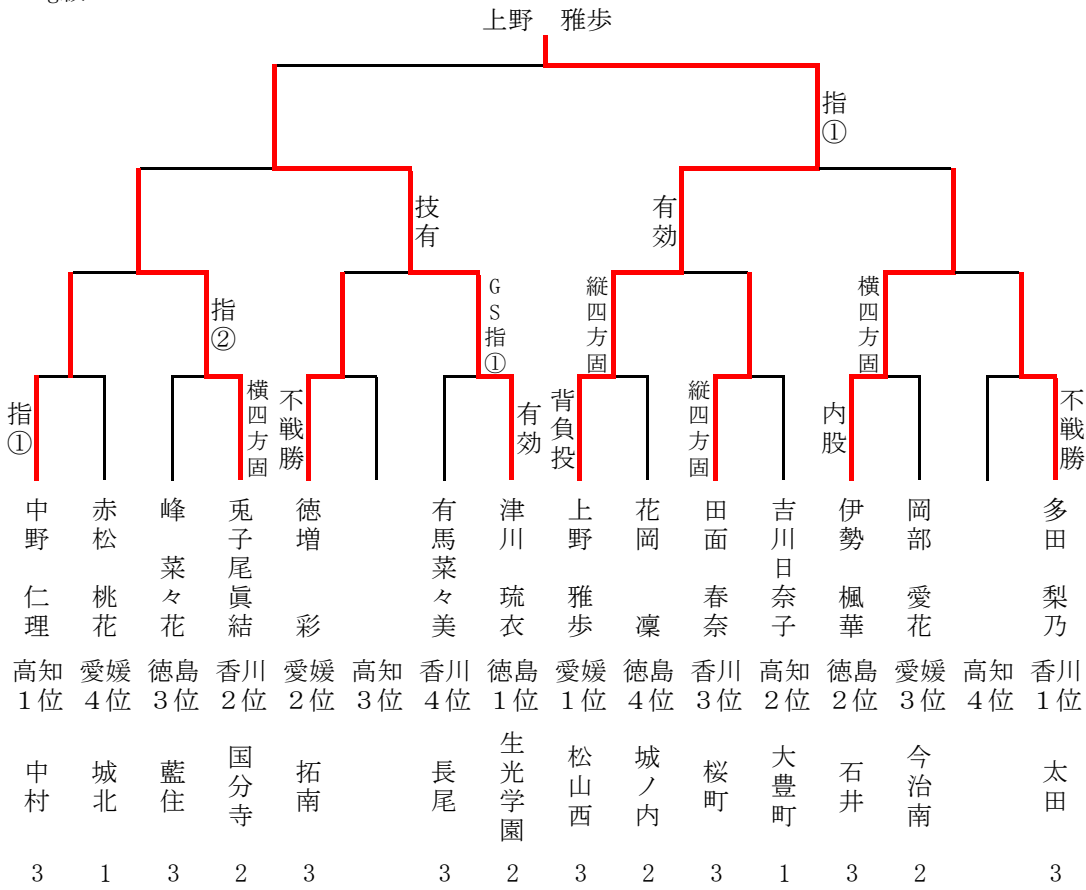 上野　雅歩
指①
技有
有効
指②
GS指①
縦四方固
横四方固
指①
横四方固
不戦勝
有効
背負投
縦四方固
内股
不戦勝
中野　仁理
赤松　桃花
峰　菜々花
兎子尾眞結
徳増　　彩
有馬菜々美
津川　琉衣
上野　雅歩
花岡　　凜
田面　春奈
吉川日奈子
伊勢　楓華
岡部　愛花
多田　梨乃
高知 愛媛 徳島 香川 愛媛 高知 香川 徳島 愛媛 徳島 香川 高知 徳島 愛媛 高知 香川
1位 4位 3位 2位 2位 3位 4位 1位 1位 4位 3位 2位 2位 3位 4位 1位
中村
城北
藍住
国分寺
拓南
長尾
生光学園
松山西
城ノ内
桜町
大豊町
石井
今治南
太田
3 1 3 2 3 3 2 3 2 3 1 3 2 3